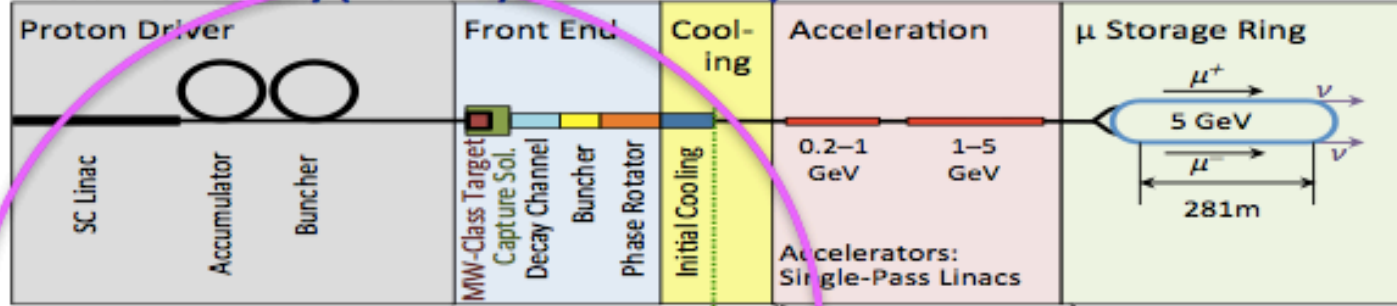 Proton Driver
SC Linac
Accumulator
Buncher
Front End
MW-Class Target
Capture Sol.
Decay Channel
Buncher
Phase Rotator
Cool-
ing
Initial Cooling
Acceleration
0.2–1
GeV
1–5
GeV
Accelerators:
Single-Pass Linacs
μ Storage Ring
μ+
ν
5 GeV
ν
μ−
281m